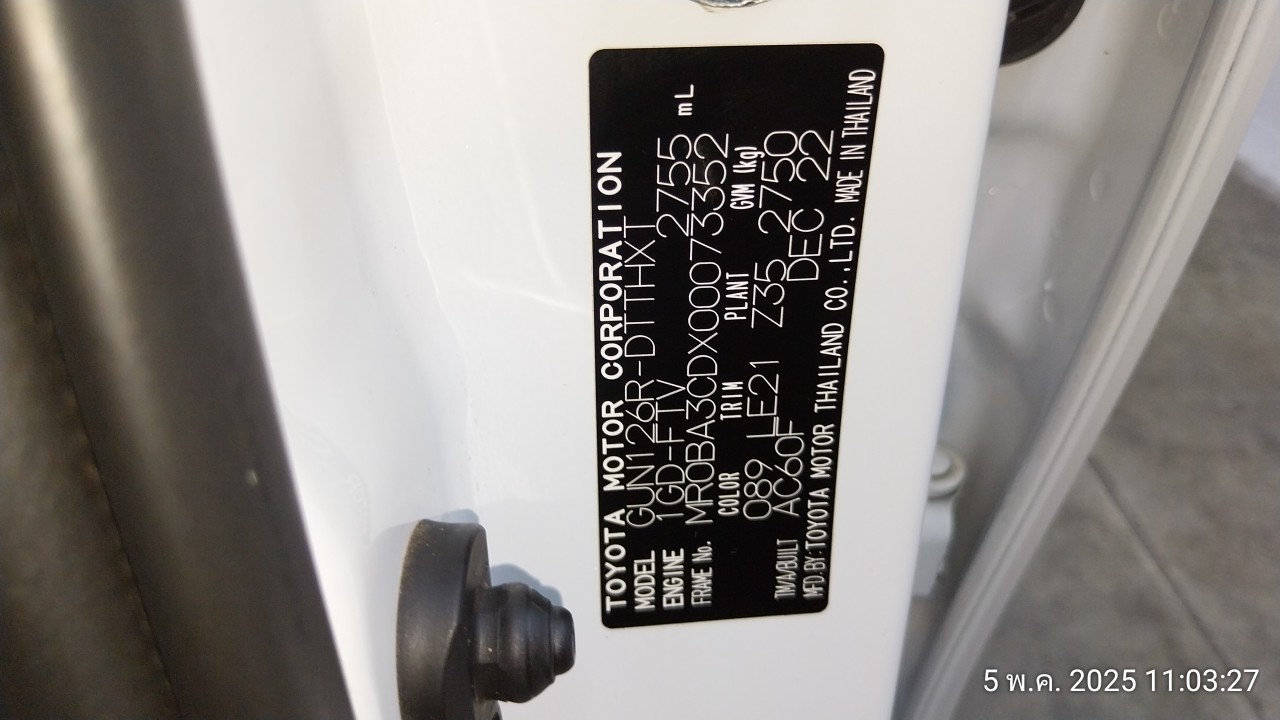 TOYOTA MOTOR CORPORATION
MODEL GUN126R-DTTHXT
ENGINE 1GD-FTV 2755 mL
FRAME No. MR0BA3CDX00073352
COLOR TRIM PLANT GVM (kg)
089 LE21 Z35 2750
TM/A/BUILT AC60F DEC 22
MFD.BY:TOYOTA MOTOR THAILAND CO.,LTD. MADE IN THAILAND
5 พ.ค. 2025 11:03:27